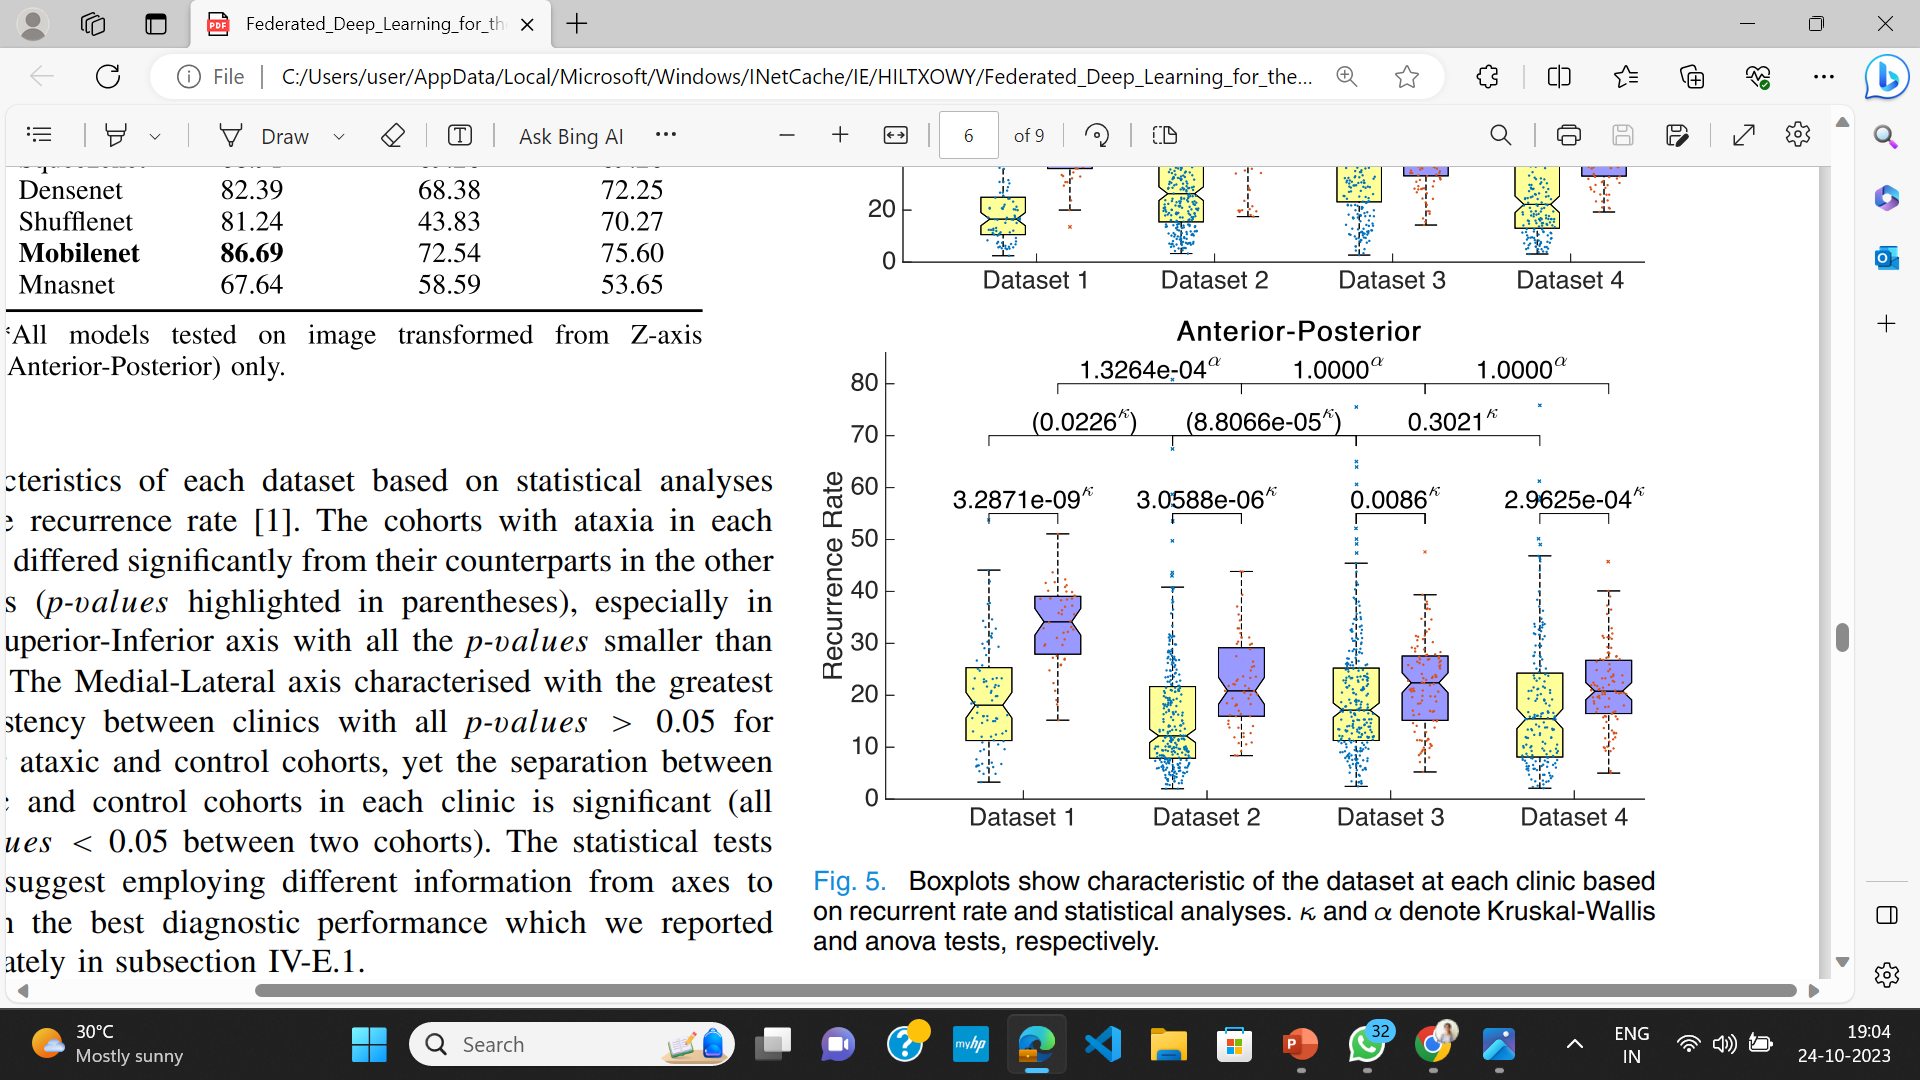 Federated_Deep_Learning_for_th
File
C:/Users/user/AppData/Local/Microsoft/Windows/INetCache/IE/HILTXOWY/Federated_Deep_Learning_for_the...
Draw
Ask Bing AI
6 of 9
Densenet 82.39 68.38 72.25
Shufflenet 81.24 43.83 70.27
Mobilenet 86.69 72.54 75.60
Mnasnet 67.64 58.59 53.65
*All models tested on image transformed from Z-axis
Anterior-Posterior) only.
cteristics of each dataset based on statistical analyses
e recurrence rate [1]. The cohorts with ataxia in each
differed significantly from their counterparts in the other
s (p-values highlighted in parentheses), especially in
uperior-Inferior axis with all the p-values smaller than
The Medial-Lateral axis characterised with the greatest
stency between clinics with all p-values > 0.05 for
ataxic and control cohorts, yet the separation between
and control cohorts in each clinic is significant (all
ues < 0.05 between two cohorts). The statistical tests
suggest employing different information from axes to
the best diagnostic performance which we reported
ately in subsection IV-E.1.
20
0
Dataset 1 Dataset 2 Dataset 3 Dataset 4
Anterior-Posterior
1.3264e-04α 1.0000α 1.0000α
80
(0.0226κ) (8.8066e-05κ) 0.3021κ
70
60
3.2871e-09κ 3.0588e-06κ 0.0086κ 2.9625e-04κ
50
40
30
20
10
0
Recurrence Rate
Dataset 1 Dataset 2 Dataset 3 Dataset 4
Fig. 5. Boxplots show characteristic of the dataset at each clinic based
on recurrent rate and statistical analyses. κ and α denote Kruskal-Wallis
and anova tests, respectively.
30°C
Mostly sunny
Search
myhp
32
ENG
IN
19:04
24-10-2023